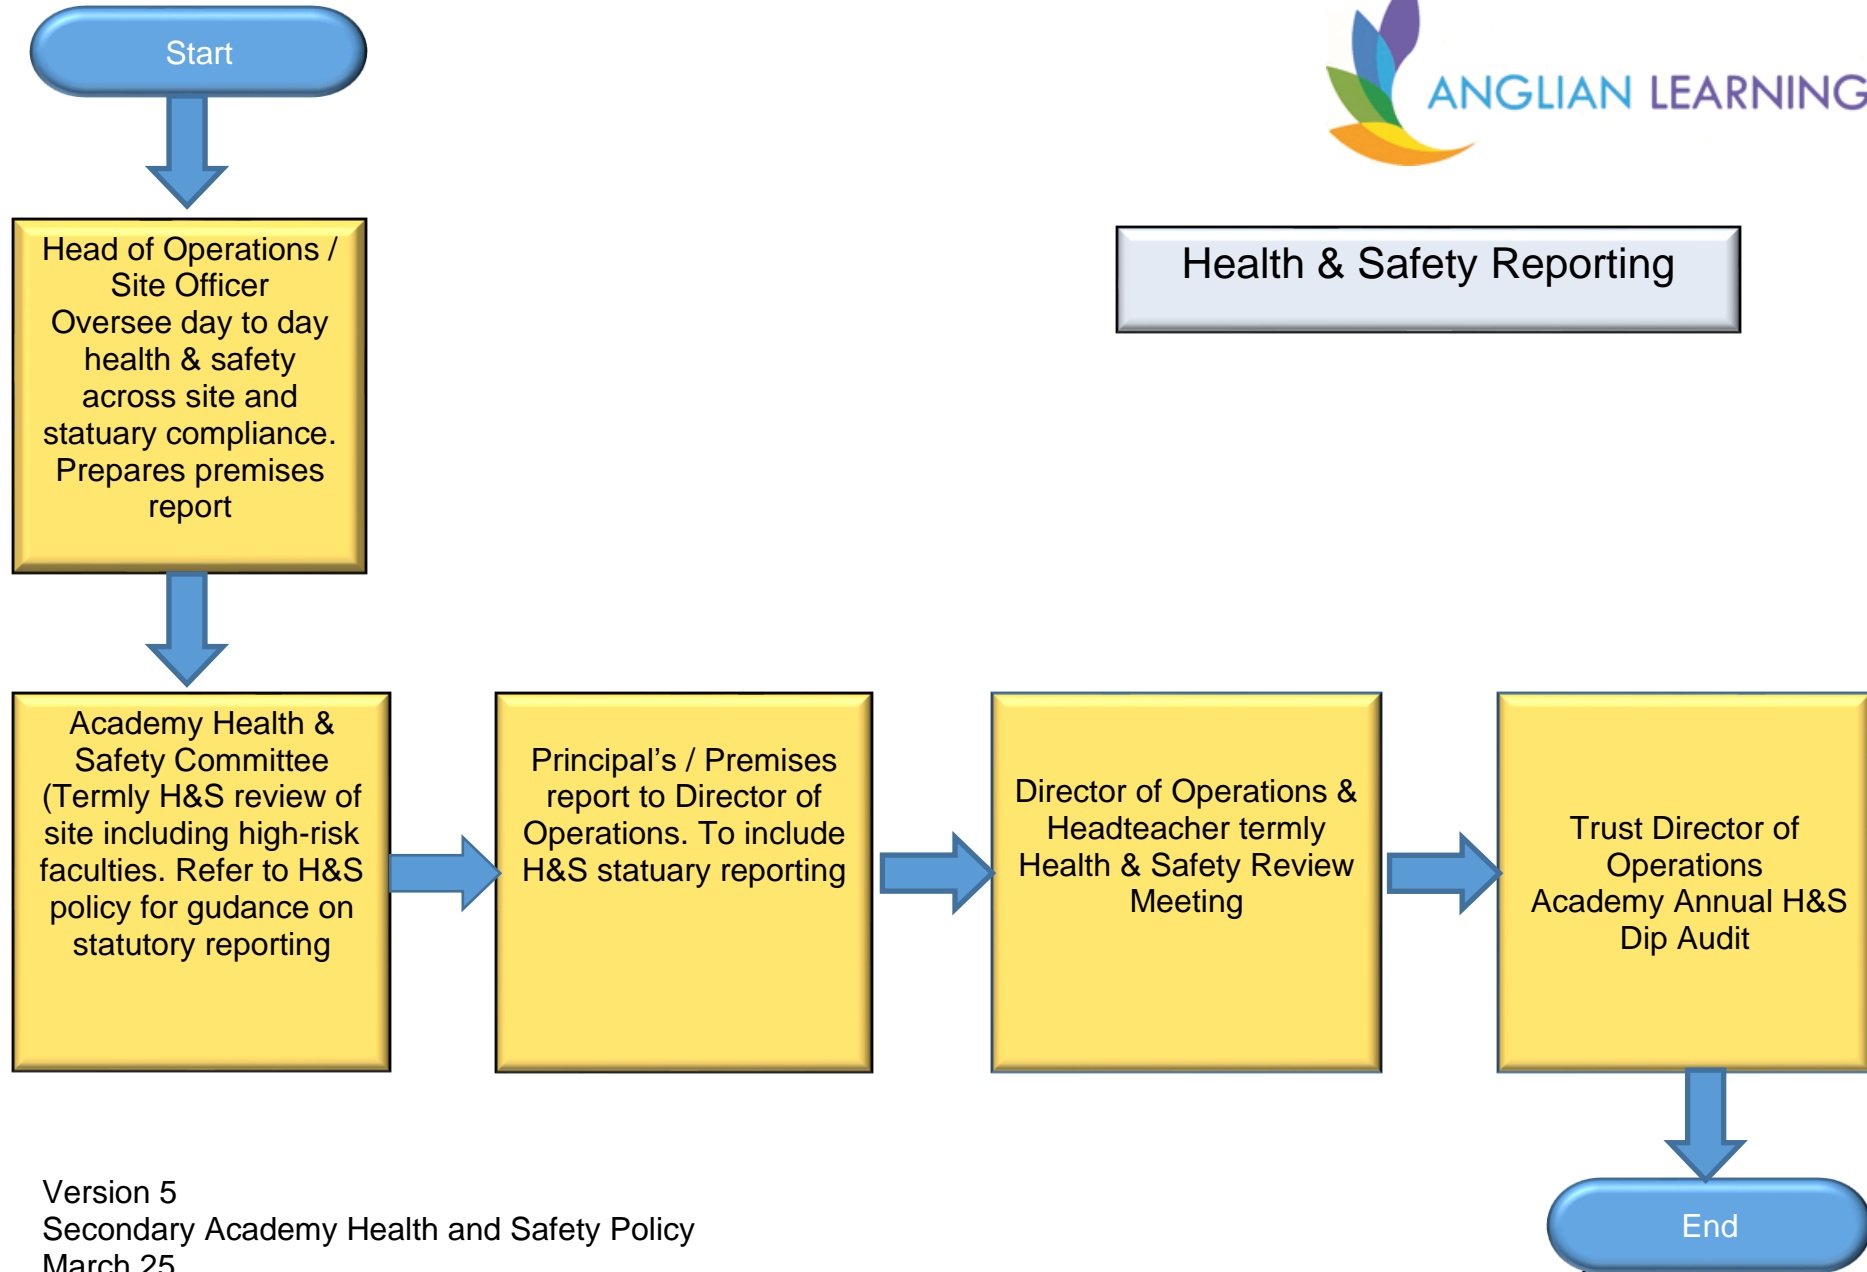 Start
ANGLIAN LEARNING
Health & Safety Reporting
Head of Operations /
Site Officer
Oversee day to day
health & safety
across site and
statuary compliance.
Prepares premises
report
Academy Health &
Safety Committee
(Termly H&S review of
site including high-risk
faculties. Refer to H&S
policy for gudance on
statutory reporting
Principal’s / Premises
report to Director of
Operations. To include
H&S statuary reporting
Director of Operations &
Headteacher termly
Health & Safety Review
Meeting
Trust Director of
Operations
Academy Annual H&S
Dip Audit
End
Version 5
Secondary Academy Health and Safety Policy
March 25